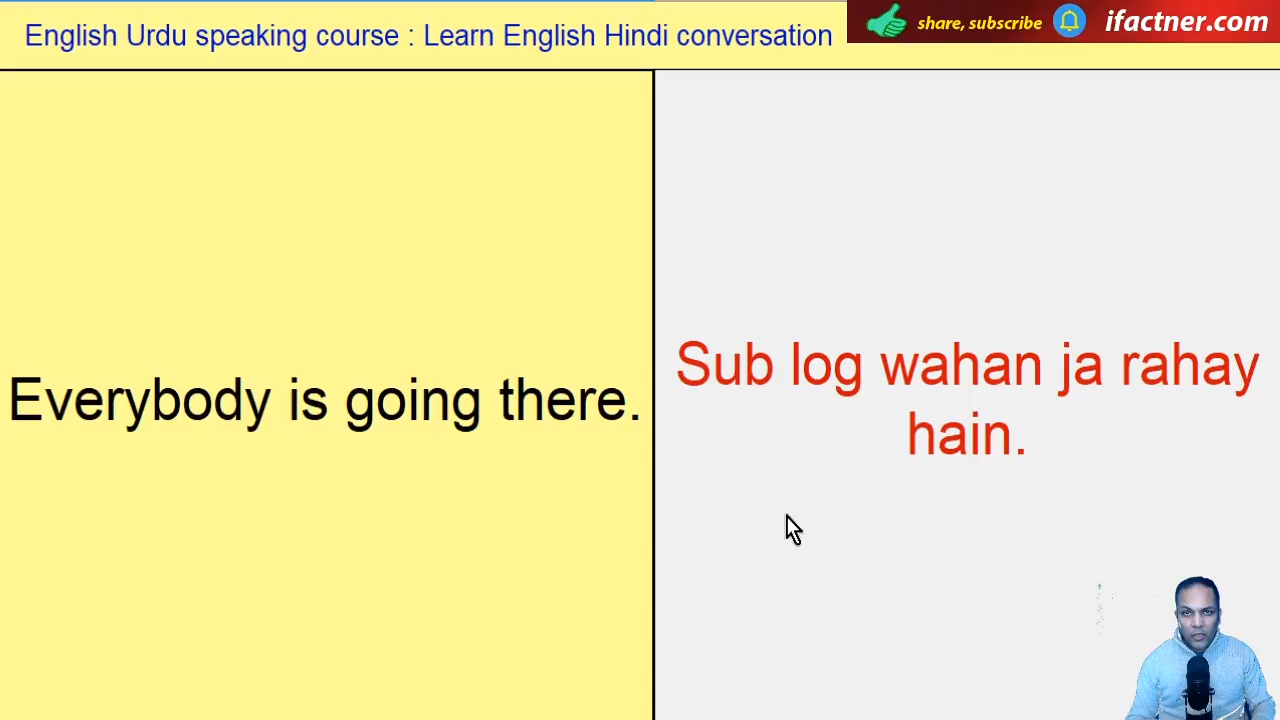 English Urdu speaking course : Learn English Hindi conversation
share, subscribe
ifactner.com
Everybody is going there.
Sub log wahan ja rahay
hain.